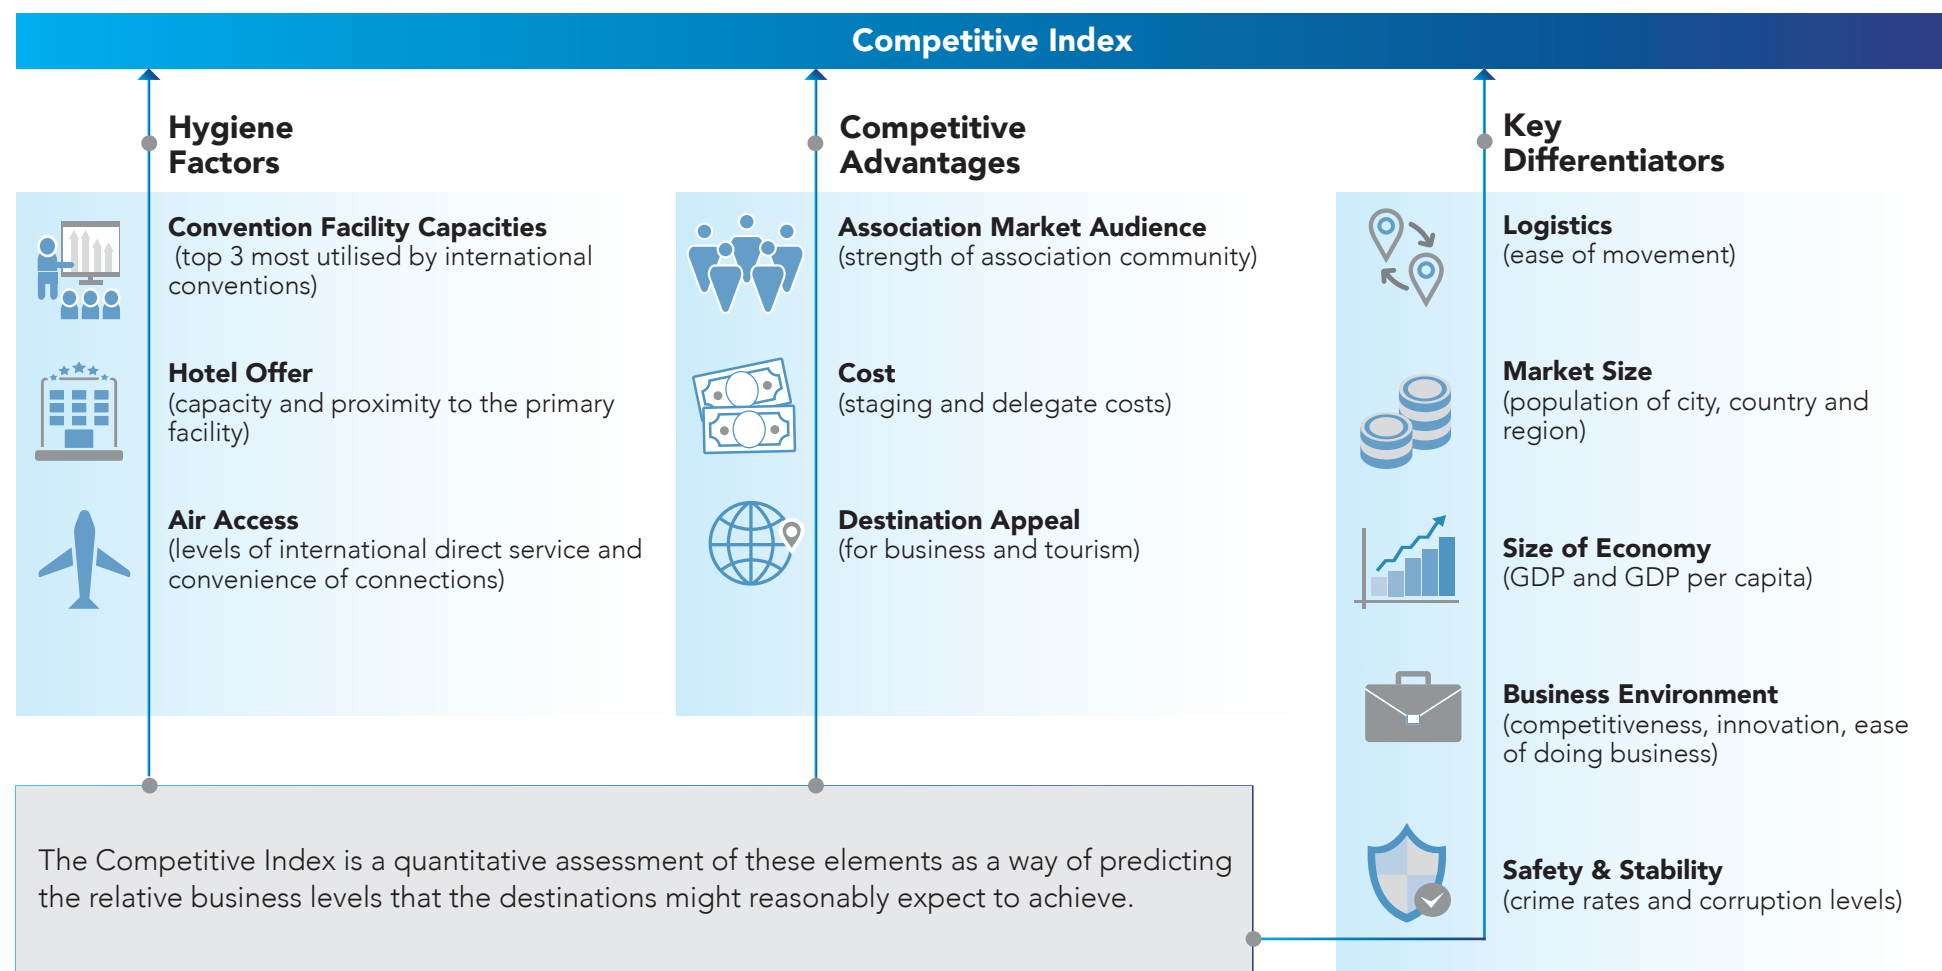 Competitive Index
Hygiene
Factors
Convention Facility Capacities
(top 3 most utilised by international
conventions)
Hotel Offer
(capacity and proximity to the primary
facility)
Air Access
(levels of international direct service and
convenience of connections)
Competitive
Advantages
Association Market Audience
(strength of association community)
Cost
(staging and delegate costs)
Destination Appeal
(for business and tourism)
Key
Differentiators
Logistics
(ease of movement)
Market Size
(population of city, country and
region)
Size of Economy
(GDP and GDP per capita)
Business Environment
(competitiveness, innovation, ease
of doing business)
Safety & Stability
(crime rates and corruption levels)
The Competitive Index is a quantitative assessment of these elements as a way of predicting
the relative business levels that the destinations might reasonably expect to achieve.